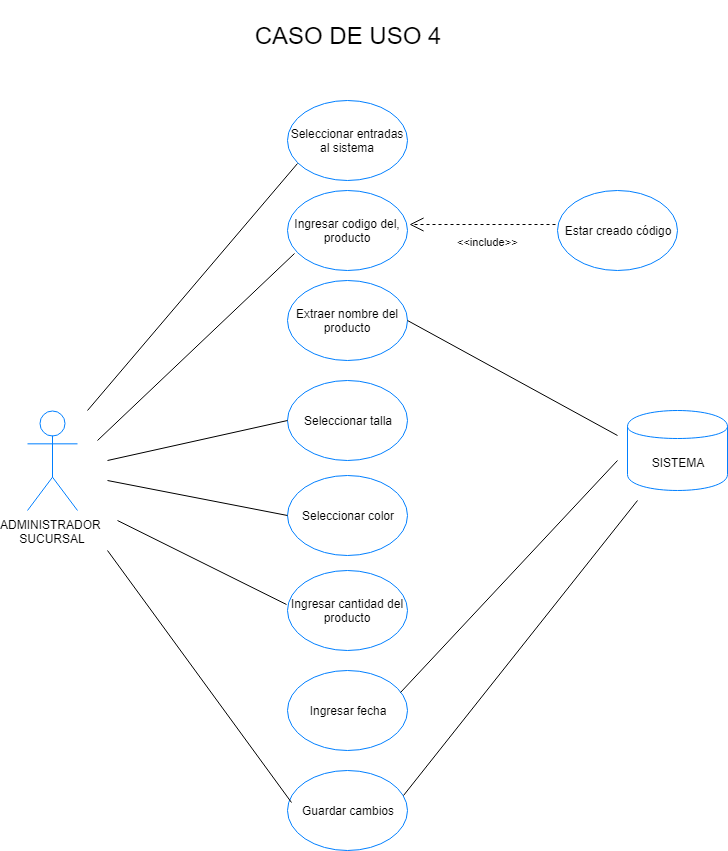 CASO DE USO 4
Seleccionar entradas
al sistema
Ingresar codigo del,
producto
Estar creado código
<<include>>
Extraer nombre del
producto
Seleccionar talla
SISTEMA
Seleccionar color
ADMINISTRADOR
SUCURSAL
Ingresar cantidad del
producto
Ingresar fecha
Guardar cambios